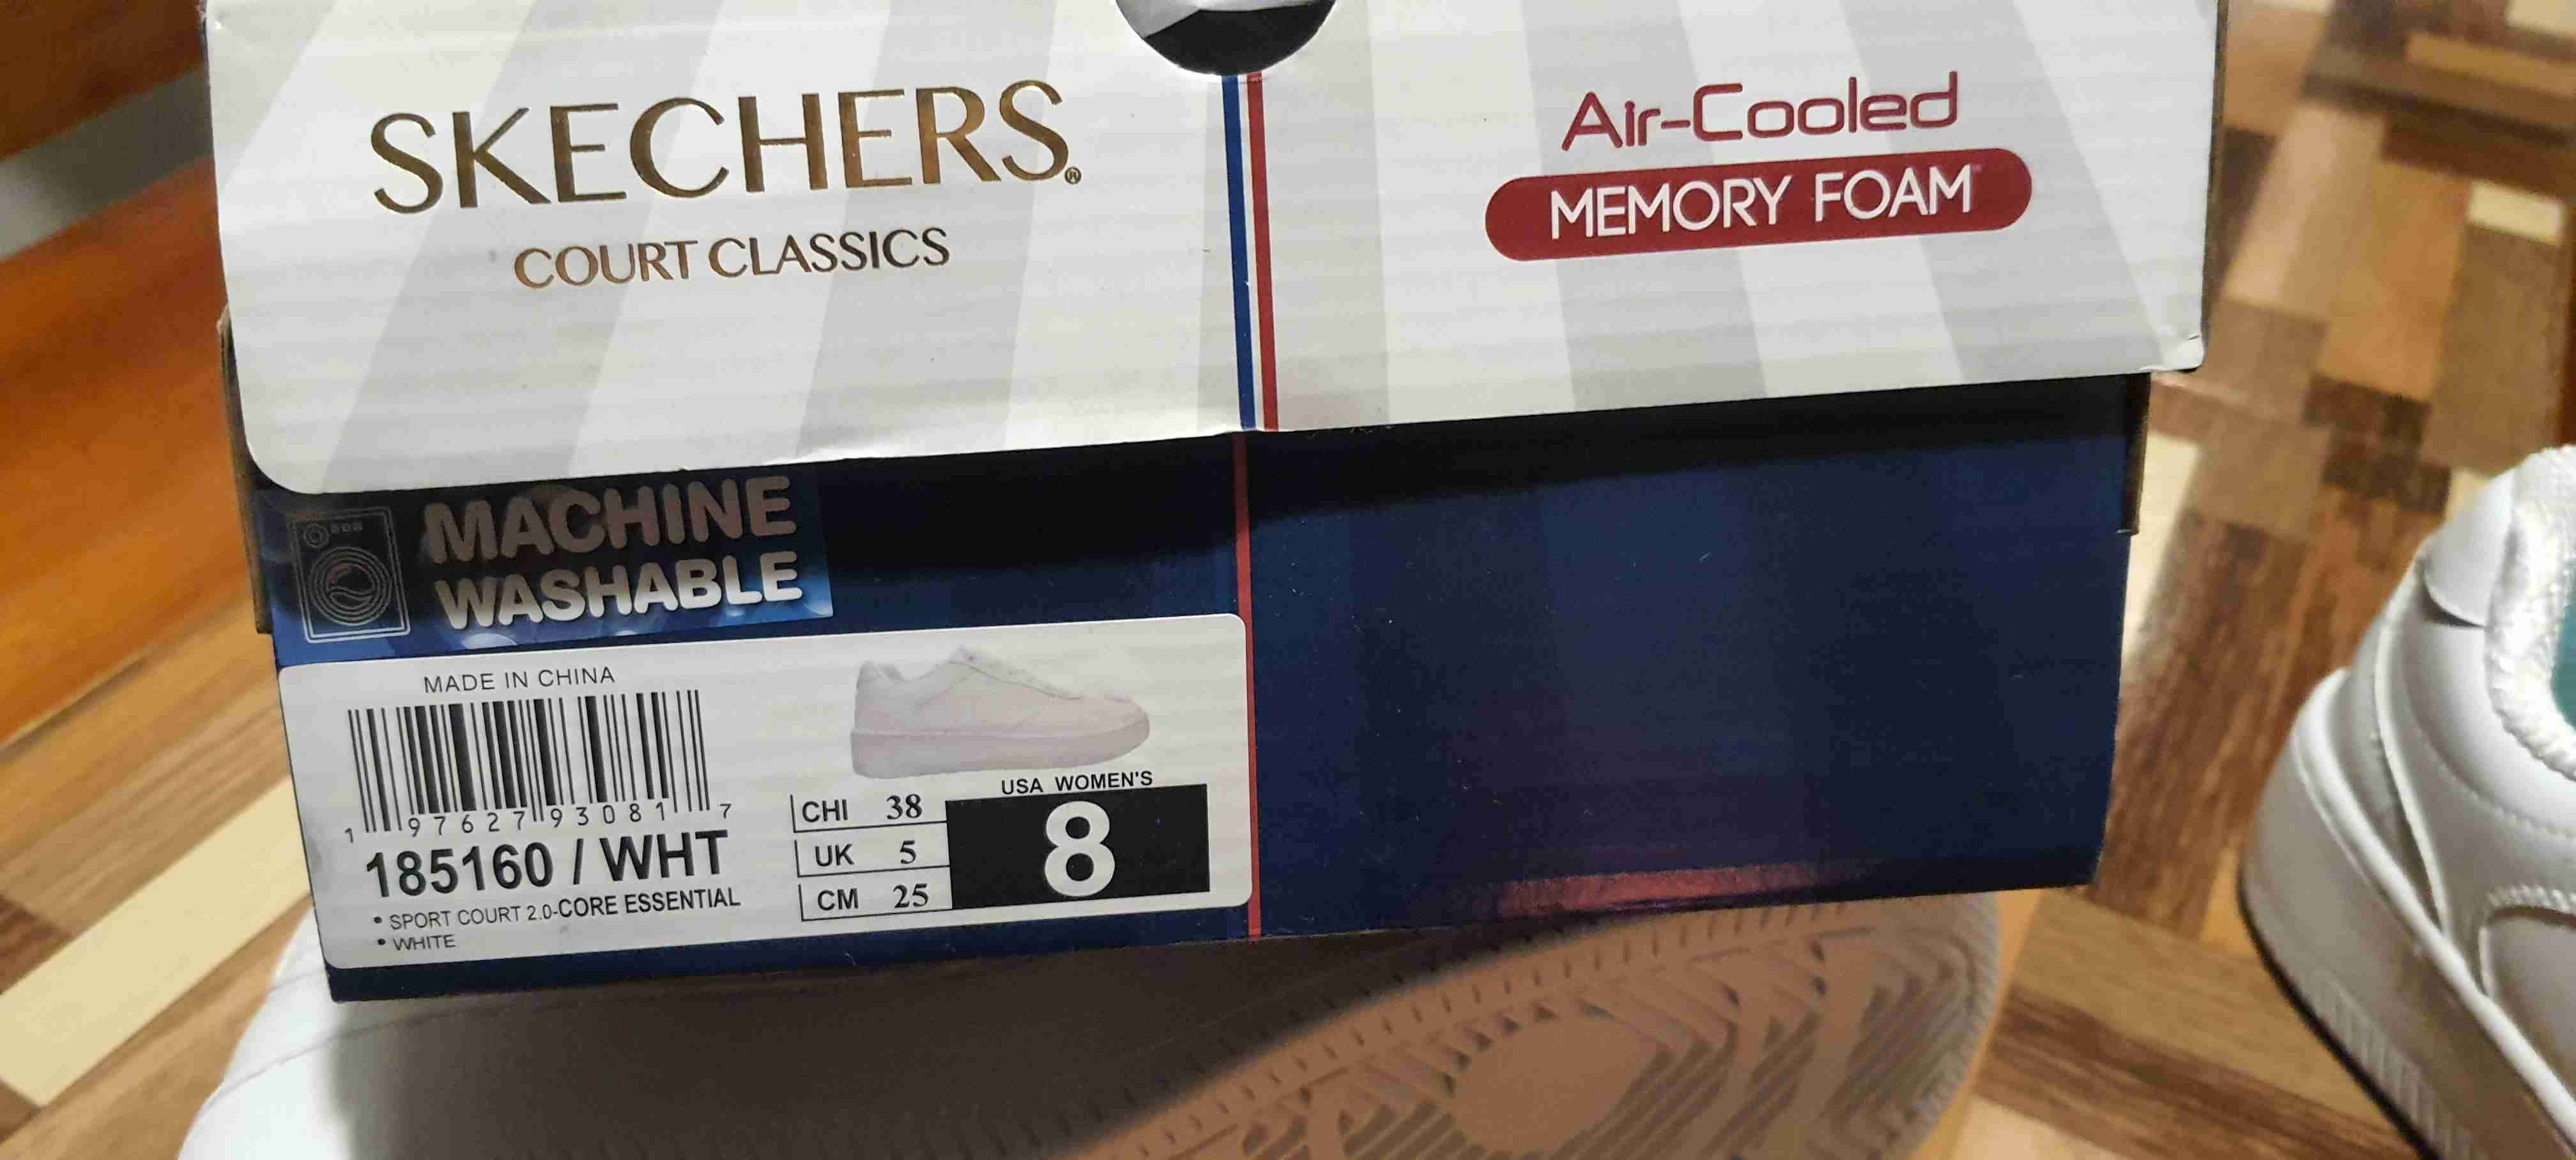 SKECHERS®
COURT CLASSICS
Air-Cooled
MEMORY FOAM
MACHINE
WASHABLE
MADE IN CHINA
1 97627 93081 7
185160 / WHT
• SPORT COURT 2.0-CORE ESSENTIAL
• WHITE
CHI 38
UK 5
CM 25
USA WOMEN'S
8